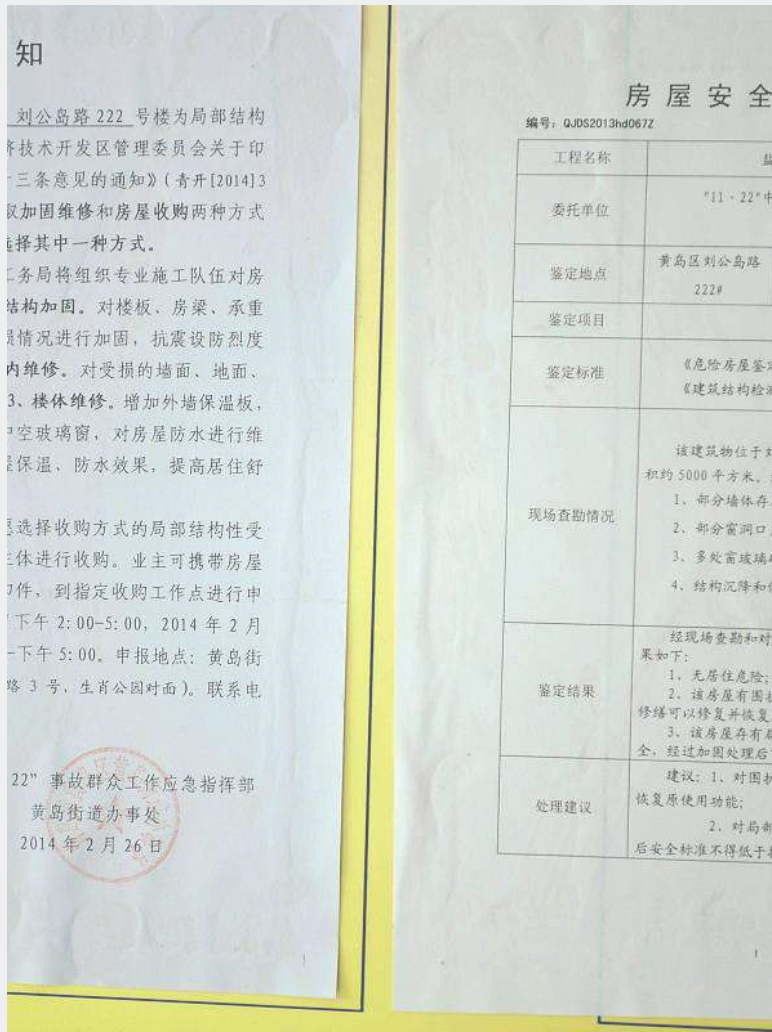 知
刘公岛路 222 号楼为局部结构
济技术开发区管理委员会关于印
十三条意见的通知》(青开[2014]3
取加固维修和房屋收购两种方式
选择其中一种方式。
工务局将组织专业施工队伍对房
结构加固。对楼板、房梁、承重
损情况进行加固，抗震设防烈度
内维修。对受损的墙面、地面、
3、楼体维修。增加外墙保温板，
中空玻璃窗，对房屋防水进行维
屋保温、防水效果，提高居住舒
愿选择收购方式的局部结构性受
主体进行收购。业主可携带房屋
印件，到指定收购工作点进行申
下午 2:00-5:00，2014 年 2 月
一下午 5:00。申报地点：黄岛街
路 3 号，生肖公园对面）。联系电
22”事故群众工作应急指挥部
黄岛街道办事处
2014 年 2 月 26 日
房屋安全
编号：QJDS2013hd067Z
工程名称
委托单位 "11·22"中
鉴定地点 黄岛区刘公岛路
222#
鉴定项目
鉴定标准 《危险房屋鉴定
《建筑结构检测
现场查勘情况
该建筑物位于刘
积约 5000 平方米。
1、部分墙体存
2、部分窗洞口
3、多处窗玻璃
4、结构沉降和
鉴定结果
经现场查勘和对
果如下：
1、无居住危险；
2、该房屋有围
修缮可以修复并恢复
3、该房屋存有
全，经过加固处理后
处理建议
建议：1、对围护
恢复原使用功能；
2、对局部
后安全标准不得低于
1